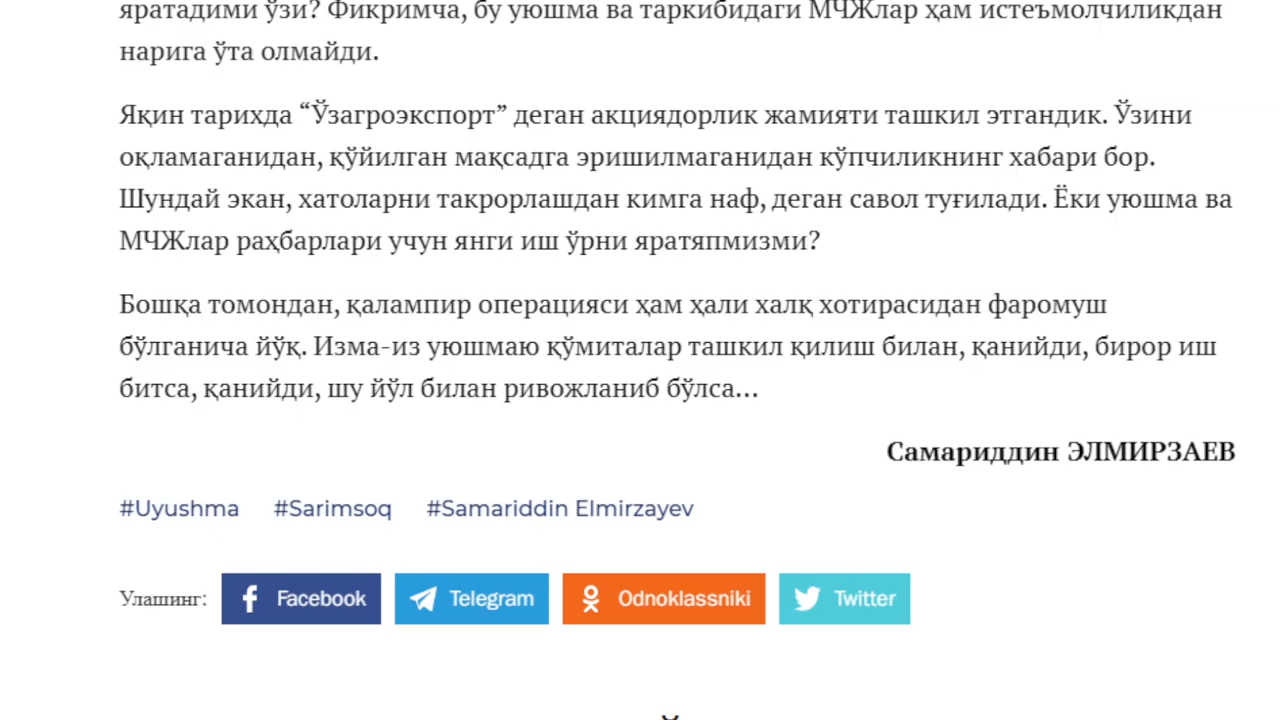 яратадими ўзи? Фикримча, бу уюшма ва таркибидаги МЧЖлар ҳам истеъмолчиликдан
нарига ўта олмайди.
Яқин тарихда “Ўзагроэкспорт” деган акциядорлик жамияти ташкил этгандик. Ўзини
оқламаганидан, қўйилган мақсадга эришилмаганидан кўпчиликнинг хабари бор.
Шундай экан, хатоларни такрорлашдан кимга наф, деган савол туғилади. Ёки уюшма ва
МЧЖлар раҳбарлари учун янги иш ўрни яратяпмизми?
Бошқа томондан, қалампир операцияси ҳам ҳали халқ хотирасидан фаромуш
бўлганича йўқ. Изма-из уюшмаю қўмиталар ташкил қилиш билан, қанийди, бирор иш
битса, қанийди, шу йўл билан ривожланиб бўлса…
Самариддин ЭЛМИРЗАЕВ
#Uyushma #Sarimsoq #Samariddin Elmirzayev
Улашинг: Facebook Telegram Odnoklassniki Twitter